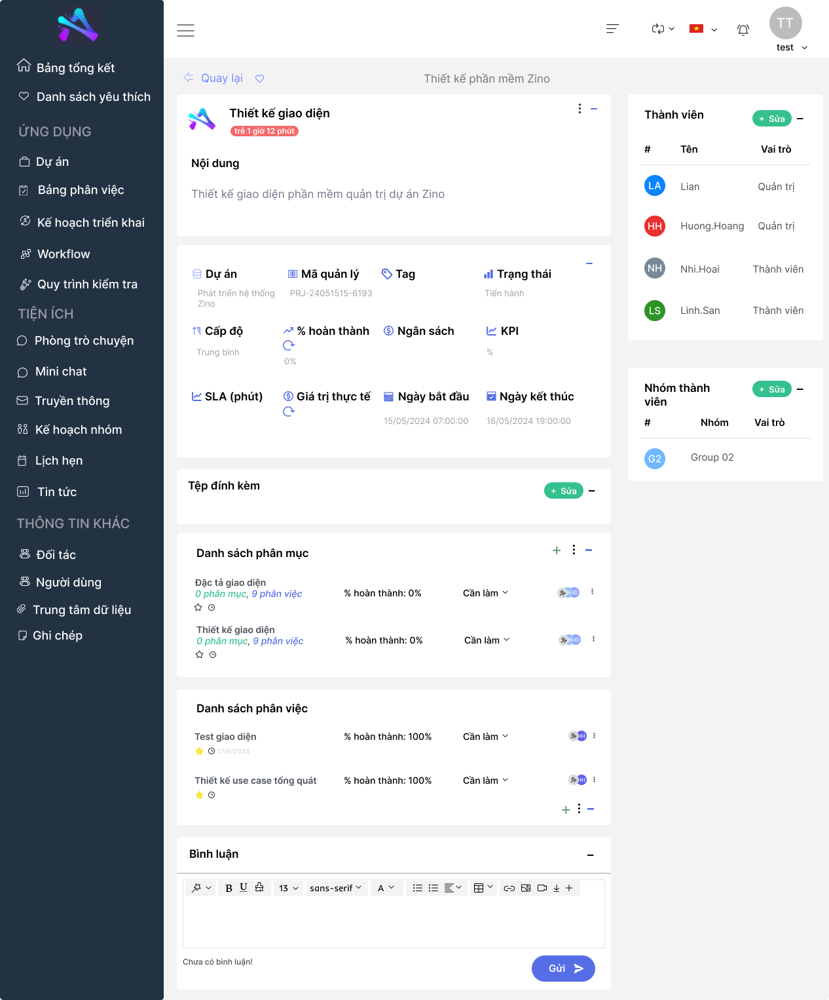 Bảng tổng kết
Danh sách yêu thích
ỨNG DỤNG
Dự án
Bảng phân việc
Kế hoạch triển khai
Workflow
Quy trình kiểm tra
TIỆN ÍCH
Phòng trò chuyện
Mini chat
Truyền thông
Kế hoạch nhóm
Lịch hẹn
Tin tức
THÔNG TIN KHÁC
Đối tác
Người dùng
Trung tâm dữ liệu
Ghi chép
TT
test
Quay lại
Thiết kế phần mềm Zino
Thiết kế giao diện
trễ 1 giờ 12 phút
Nội dung
Thiết kế giao diện phần mềm quản trị dự án Zino
Dự án
Mã quản lý
Tag
Trạng thái
Phát triển hệ thống
Zino
PRJ-24051515-6193
Tiến hành
Cấp độ
% hoàn thành
Ngân sách
KPI
Trung bình
0%
%
SLA (phút)
Giá trị thực tế
Ngày bắt đầu
Ngày kết thúc
15/05/2024 07:00:00
16/05/2024 19:00:00
Tệp đính kèm
+ Sửa
Danh sách phân mục
Đặc tả giao diện
0 phân mục, 9 phân việc
% hoàn thành: 0%
Cần làm
Thiết kế giao diện
0 phân mục, 9 phân việc
% hoàn thành: 0%
Cần làm
Danh sách phân việc
Test giao diện
% hoàn thành: 100%
Cần làm
HH
17/9/2024
Thiết kế use case tổng quát
% hoàn thành: 100%
Cần làm
HH
Bình luận
B U 13 sans-serif A
Chưa có bình luận!
Gửi
Thành viên
+ Sửa
# Tên Vai trò
LA Lian Quản trị
HH Huong.Hoang Quản trị
NH Nhi.Hoai Thành viên
LS Linh.San Thành viên
Nhóm thành
viên
+ Sửa
# Nhóm Vai trò
G2 Group 02